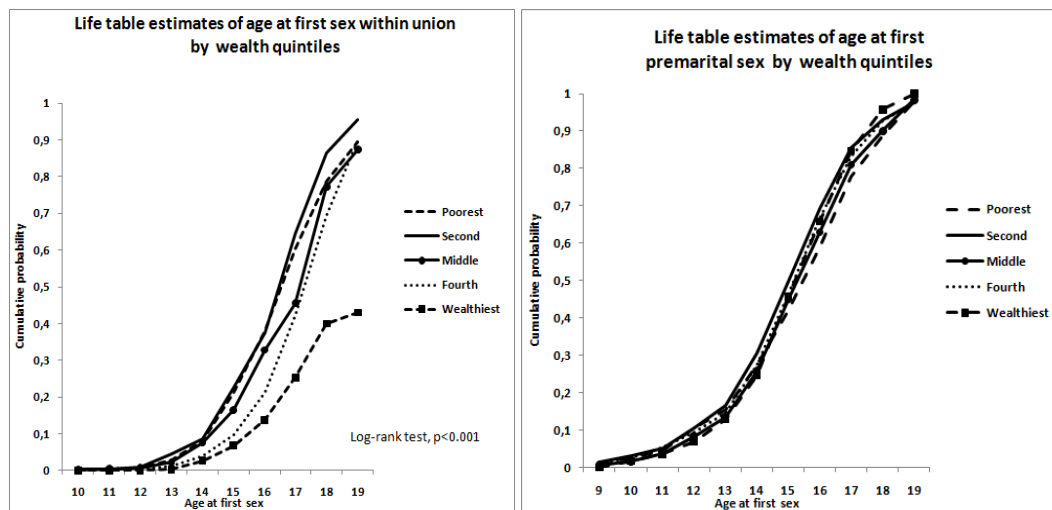 Life table estimates of age at first sex within union
by wealth quintiles
1
0,9
0,8
0,7
0,6
0,5
0,4
0,3
0,2
0,1
0
Cumulative probability
Poorest
Second
Middle
Fourth
Wealthiest
Log-rank test, p<0.001
10 11 12 13 14 15 16 17 18 19
Age at first sex
Life table estimates of age at first
premarital sex by wealth quintiles
1
0,9
0,8
0,7
0,6
0,5
0,4
0,3
0,2
0,1
0
Cumulative probability
Poorest
Second
Middle
Fourth
Wealthiest
9 10 11 12 13 14 15 16 17 18 19
Age at first sex